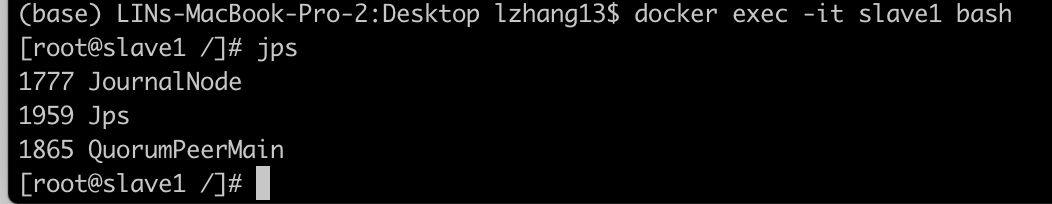 (base) LINs-MacBook-Pro-2:Desktop lzhang13$ docker exec -it slave1 bash
[root@slave1 /]# jps
1777 JournalNode
1959 Jps
1865 QuorumPeerMain
[root@slave1 /]#